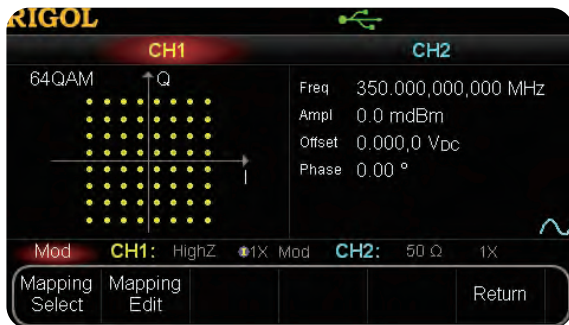 RIGOL
CH1
CH2
64QAM
Q
I
Freq 350.000,000,000 MHz
Ampl 0.0 mdBm
Offset 0.000,0 VDC
Phase 0.00 °
Mod CH1: HighZ 1X Mod CH2: 50 Ω 1X
Mapping Select
Mapping Edit
Return